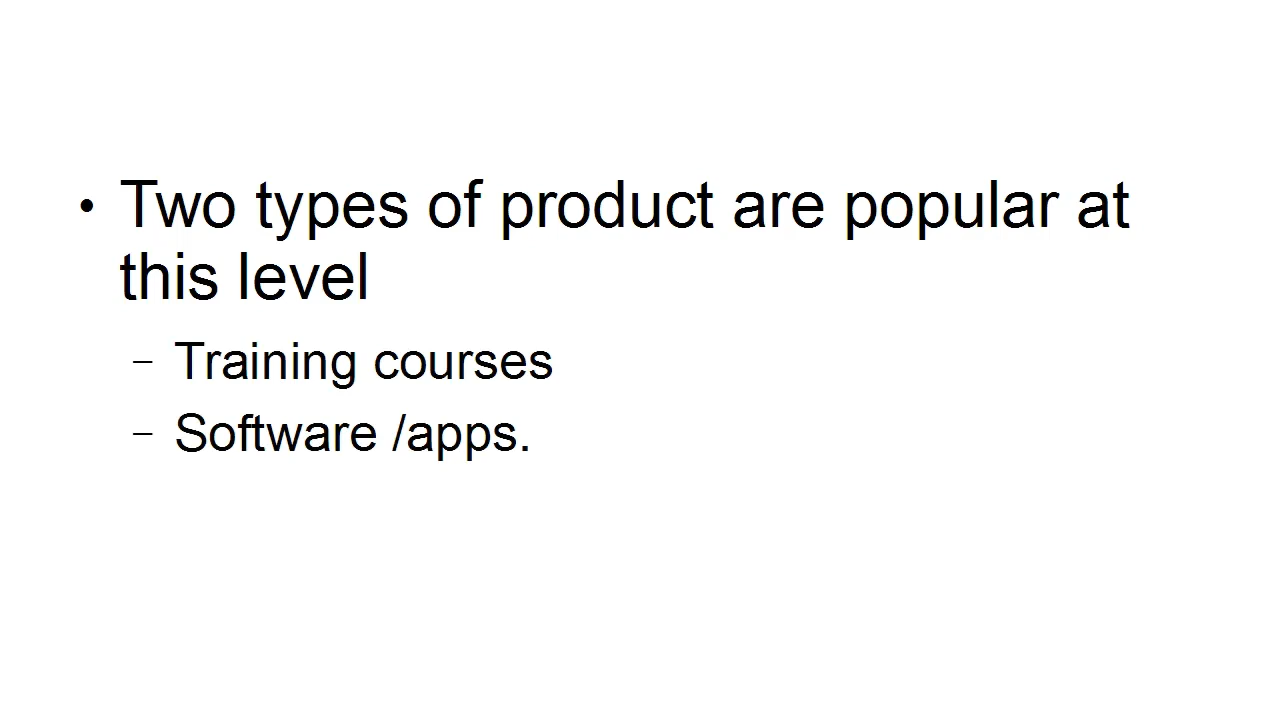 • Two types of product are popular at
this level
– Training courses
– Software /apps.